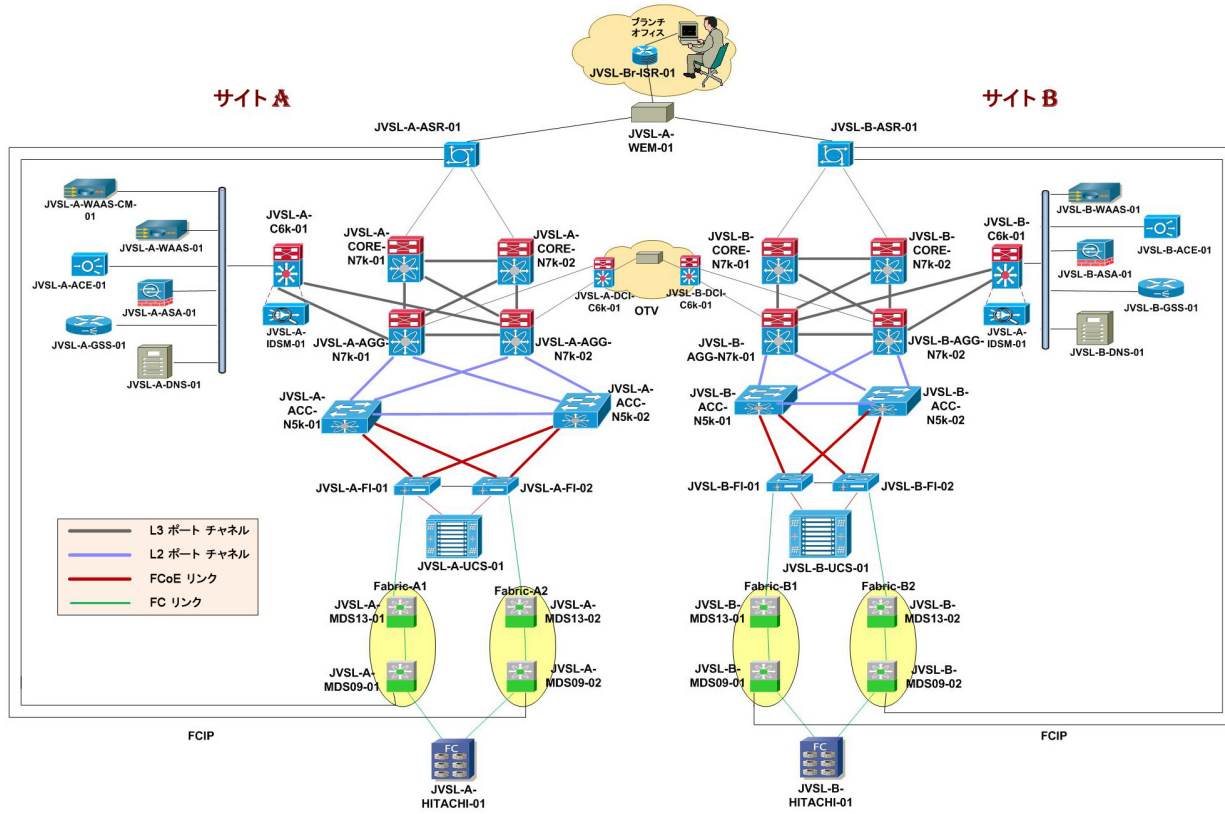 ブランチ
オフィス
JVSL-Br-ISR-01
サイト A
サイト B
JVSL-A-ASR-01
JVSL-A-
WEM-01
JVSL-B-ASR-01
JVSL-A-WAAS-CM-
01
JVSL-A-WAAS-01
JVSL-A-ACE-01
JVSL-A-ASA-01
JVSL-A-GSS-01
JVSL-A-DNS-01
JVSL-A-
C6k-01
JVSL-A-
IDSM-01
JVSL-A-
CORE-
N7k-01
JVSL-A-
CORE-
N7k-02
JVSL-A-DCI-
C6k-01
JVSL-B-DCI-
C6k-01
OTV
JVSL-B-
CORE-
N7k-01
JVSL-B-
CORE-
N7k-02
JVSL-B-
C6k-01
JVSL-A-
IDSM-01
JVSL-B-WAAS-01
JVSL-B-ACE-01
JVSL-B-ASA-01
JVSL-B-GSS-01
JVSL-B-DNS-01
JVSL-A-AGG-
N7k-01
JVSL-A-AGG-
N7k-02
JVSL-B-
AGG-N7k-01
JVSL-B-AGG-
N7k-02
JVSL-A-
ACC-
N5k-01
JVSL-A-
ACC-
N5k-02
JVSL-B-
ACC-
N5k-01
JVSL-B-
ACC-
N5k-02
JVSL-A-FI-01
JVSL-A-FI-02
JVSL-B-FI-01
JVSL-B-FI-02
JVSL-A-UCS-01
JVSL-B-UCS-01
L3 ポート チャネル
L2 ポート チャネル
FCoE リンク
FC リンク
Fabric-A1
JVSL-A-
MDS13-01
JVSL-A-
MDS09-01
Fabric-A2
JVSL-A-
MDS13-02
JVSL-A-
MDS09-02
Fabric-B1
JVSL-B-
MDS13-01
JVSL-B-
MDS09-01
Fabric-B2
JVSL-B-
MDS13-02
JVSL-B-
MDS09-02
FCIP
FCIP
FC
JVSL-A-
HITACHI-01
FC
JVSL-B-
HITACHI-01